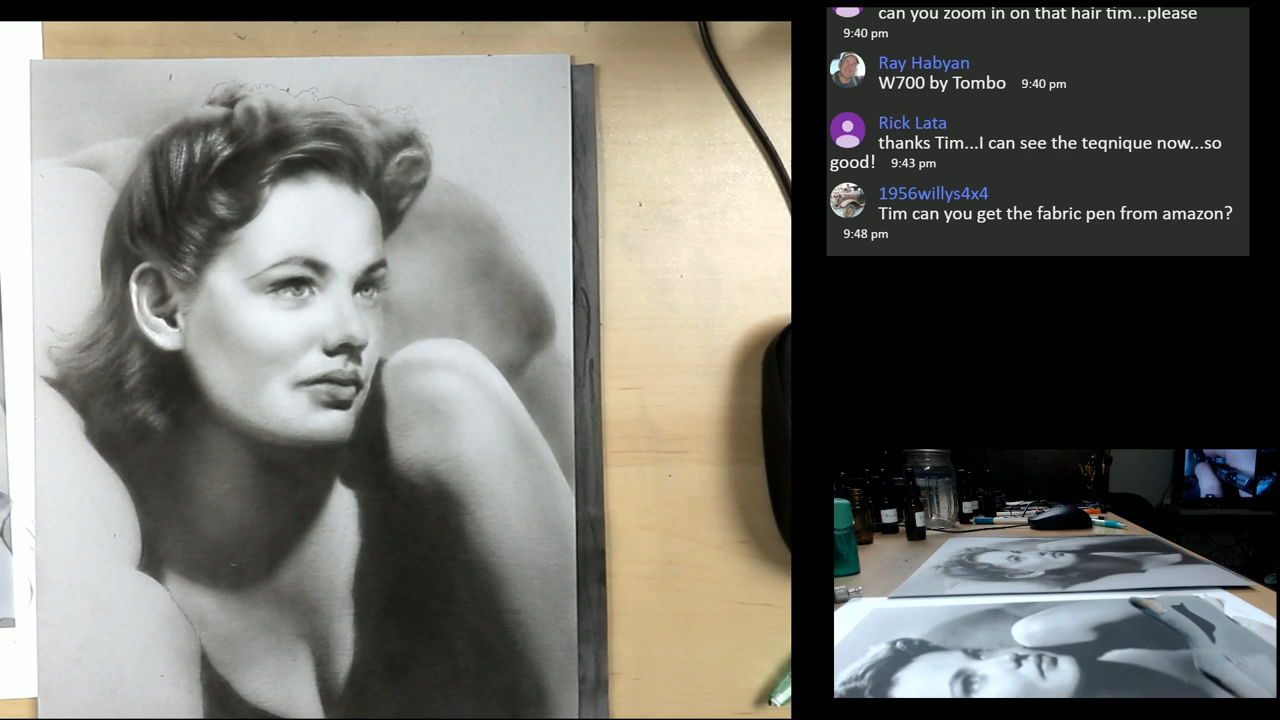 can you zoom in on that hair tim...please
9:40 pm
Ray Habyan
W700 by Tombo 9:40 pm
Rick Lata
thanks Tim...I can see the teqnique now...so
good! 9:43 pm
1956willys4x4
Tim can you get the fabric pen from amazon?
9:48 pm